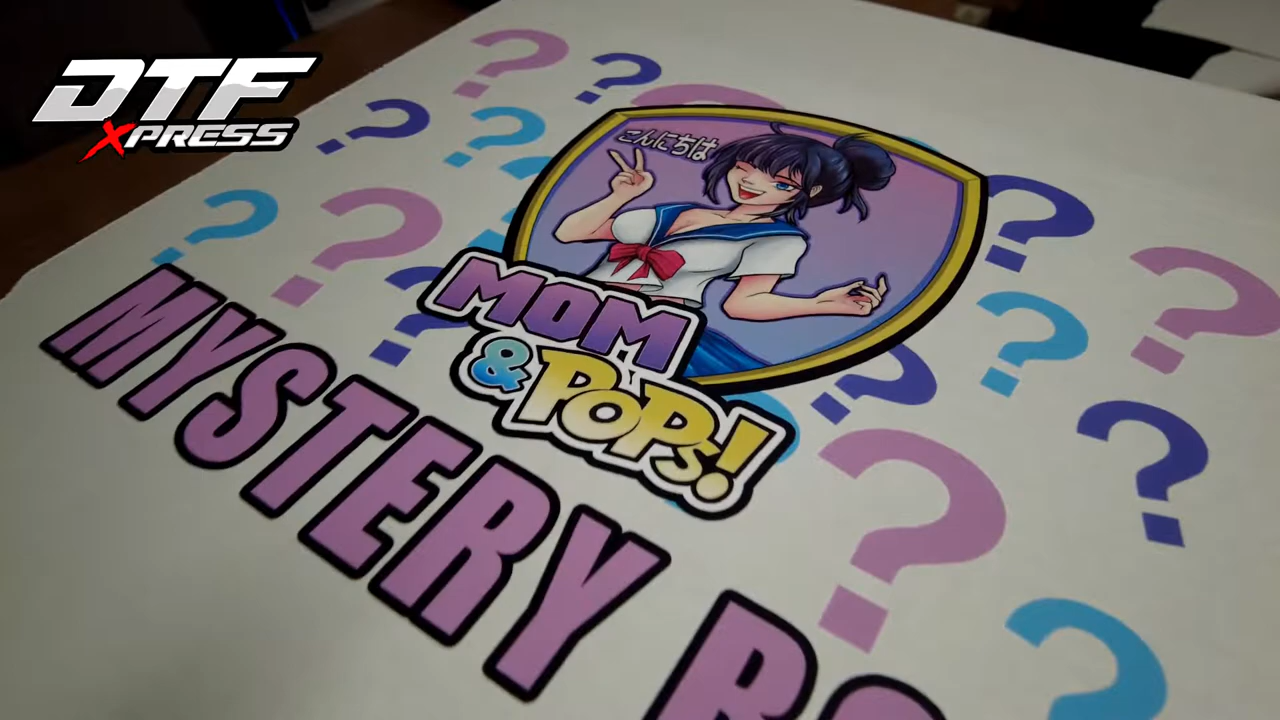 DTF
XPRESS
こんにちは
MOM
& POPS!
MYSTERY